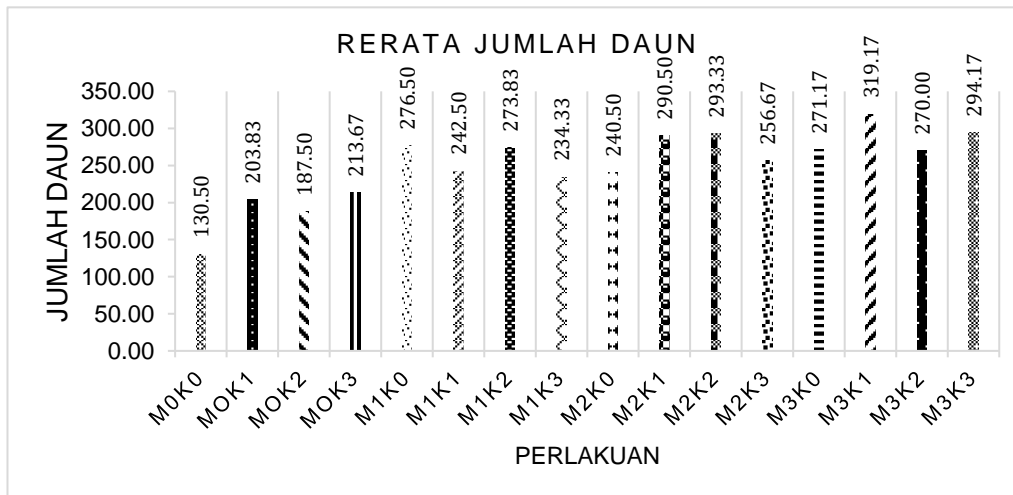 RERATA JUMLAH DAUN
JUMLAH DAUN
350.00
300.00
250.00
200.00
150.00
100.00
50.00
0.00
130.50
203.83
187.50
213.67
276.50
242.50
273.83
234.33
240.50
290.50
293.33
256.67
271.17
319.17
270.00
294.17
M0K0
MOK1
MOK2
MOK3
M1K0
M1K1
M1K2
M1K3
M2K0
M2K1
M2K2
M2K3
M3K0
M3K1
M3K2
M3K3
PERLAKUAN